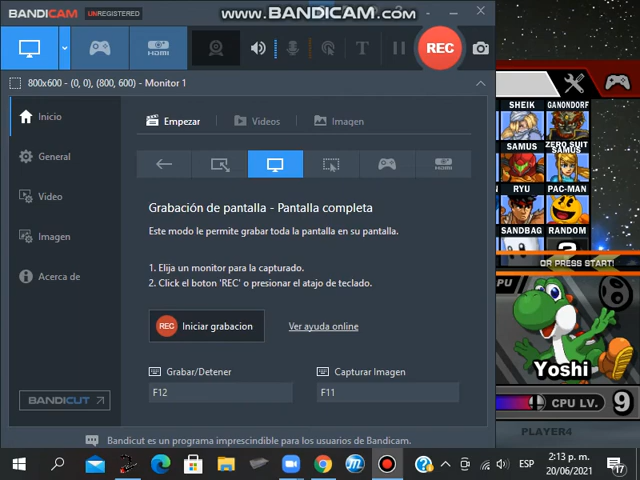 BANDICAM UNREGISTERED
www.BANDICAM.com
HDMI
REC
800x600 - (0, 0), (800, 600) - Monitor 1
Inicio
General
Video
Imagen
Acerca de
BANDICUT
Empezar
Videos
Imagen
HDMI
Grabación de pantalla - Pantalla completa
Este modo le permite grabar toda la pantalla en su pantalla.
1. Elija un monitor para la capturado.
2. Click el boton 'REC' or presionar el atajo de teclado.
REC Iniciar grabacion
Ver ayuda online
Grabar/Detener
Capturar Imagen
F12
F11
Bandicut es un programa imprescindible para los usuarios de Bandicam.
SHEIK
GANONDORF
SAMUS
ZERO SUIT
SAMUS
RYU
PAC-MAN
SANDBAG
RANDOM
OR PRESS START!
PU
Yoshi
CPU LV. 9
PLAYER4
ESP
2:13 p. m.
20/06/2021
17